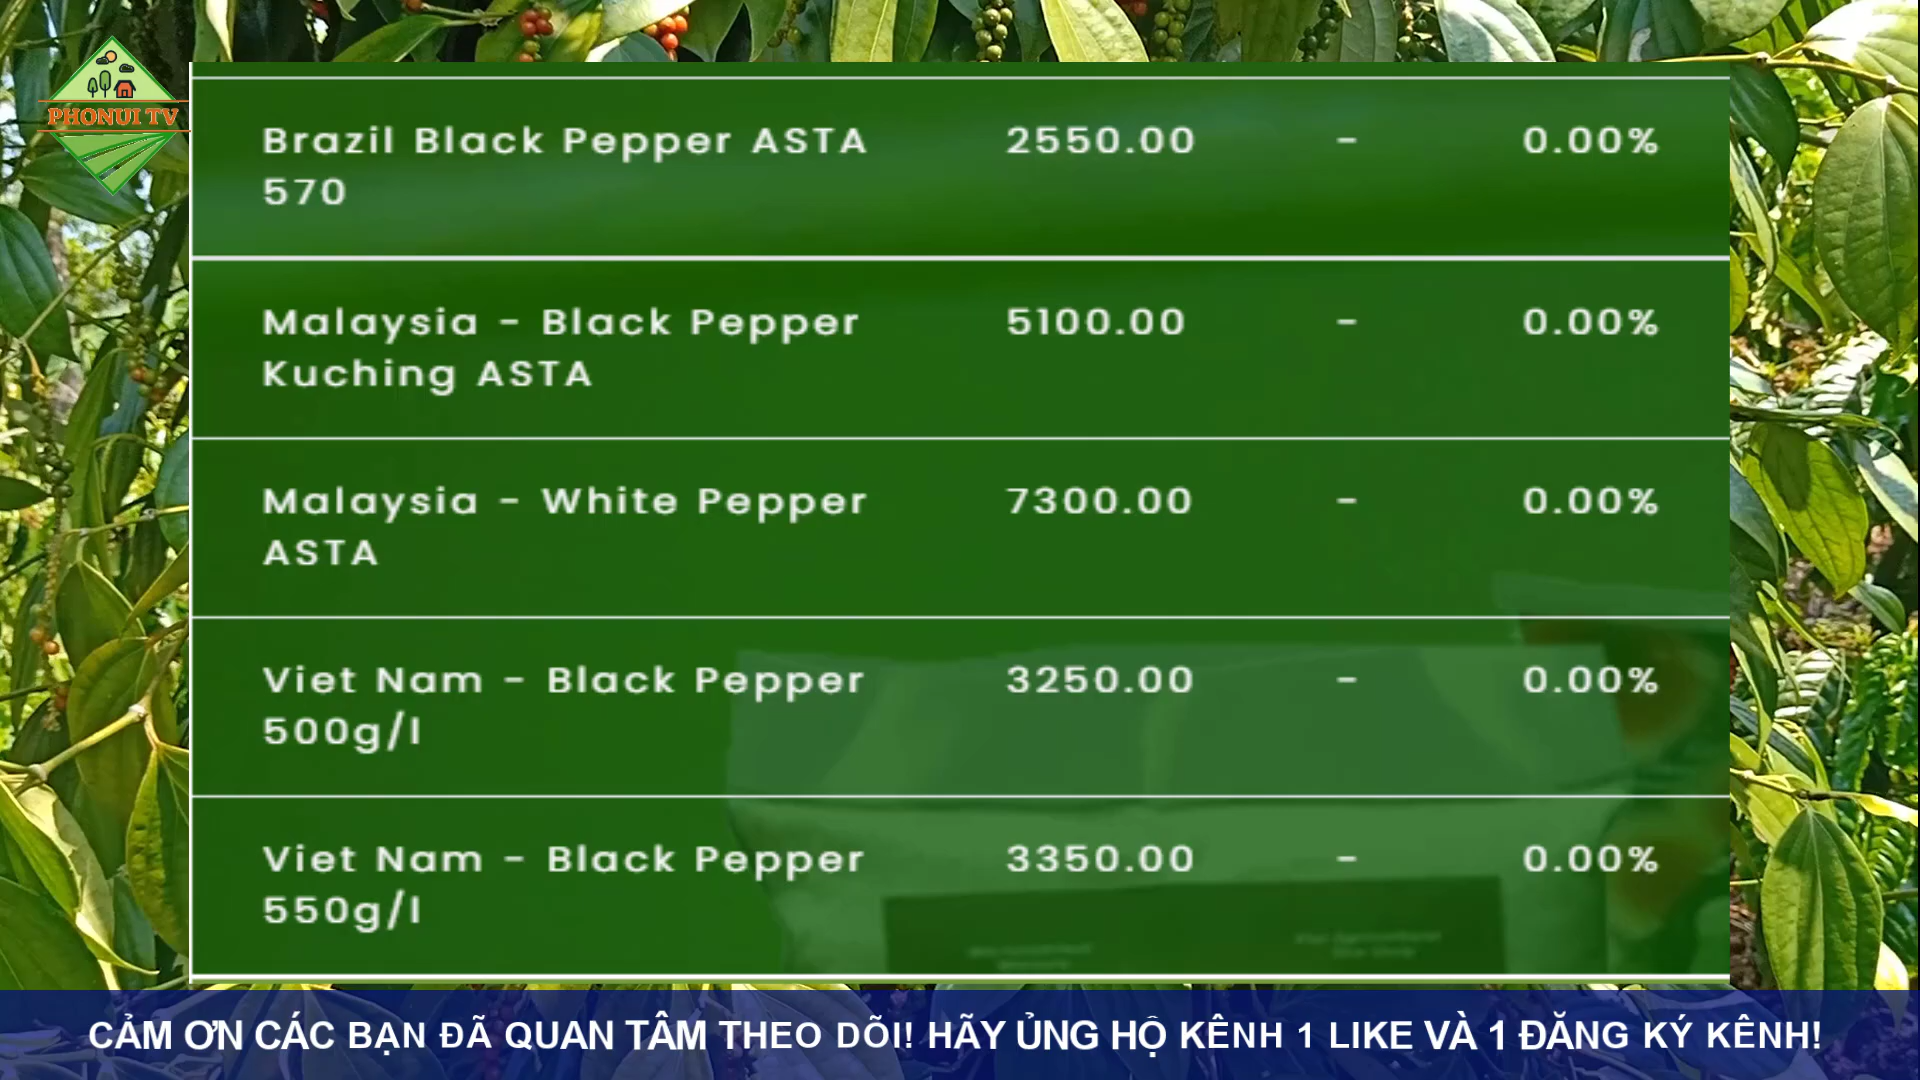 PHONUI TV
Brazil Black Pepper ASTA 2550.00 - 0.00%
570
Malaysia - Black Pepper 5100.00 - 0.00%
Kuching ASTA
Malaysia - White Pepper 7300.00 - 0.00%
ASTA
Viet Nam - Black Pepper 3250.00 - 0.00%
500g/l
Viet Nam - Black Pepper 3350.00 - 0.00%
550g/l
CẢM ƠN CÁC BẠN ĐÃ QUAN TÂM THEO DÕI! HÃY ỦNG HỘ KÊNH 1 LIKE VÀ 1 ĐĂNG KÝ KÊNH!